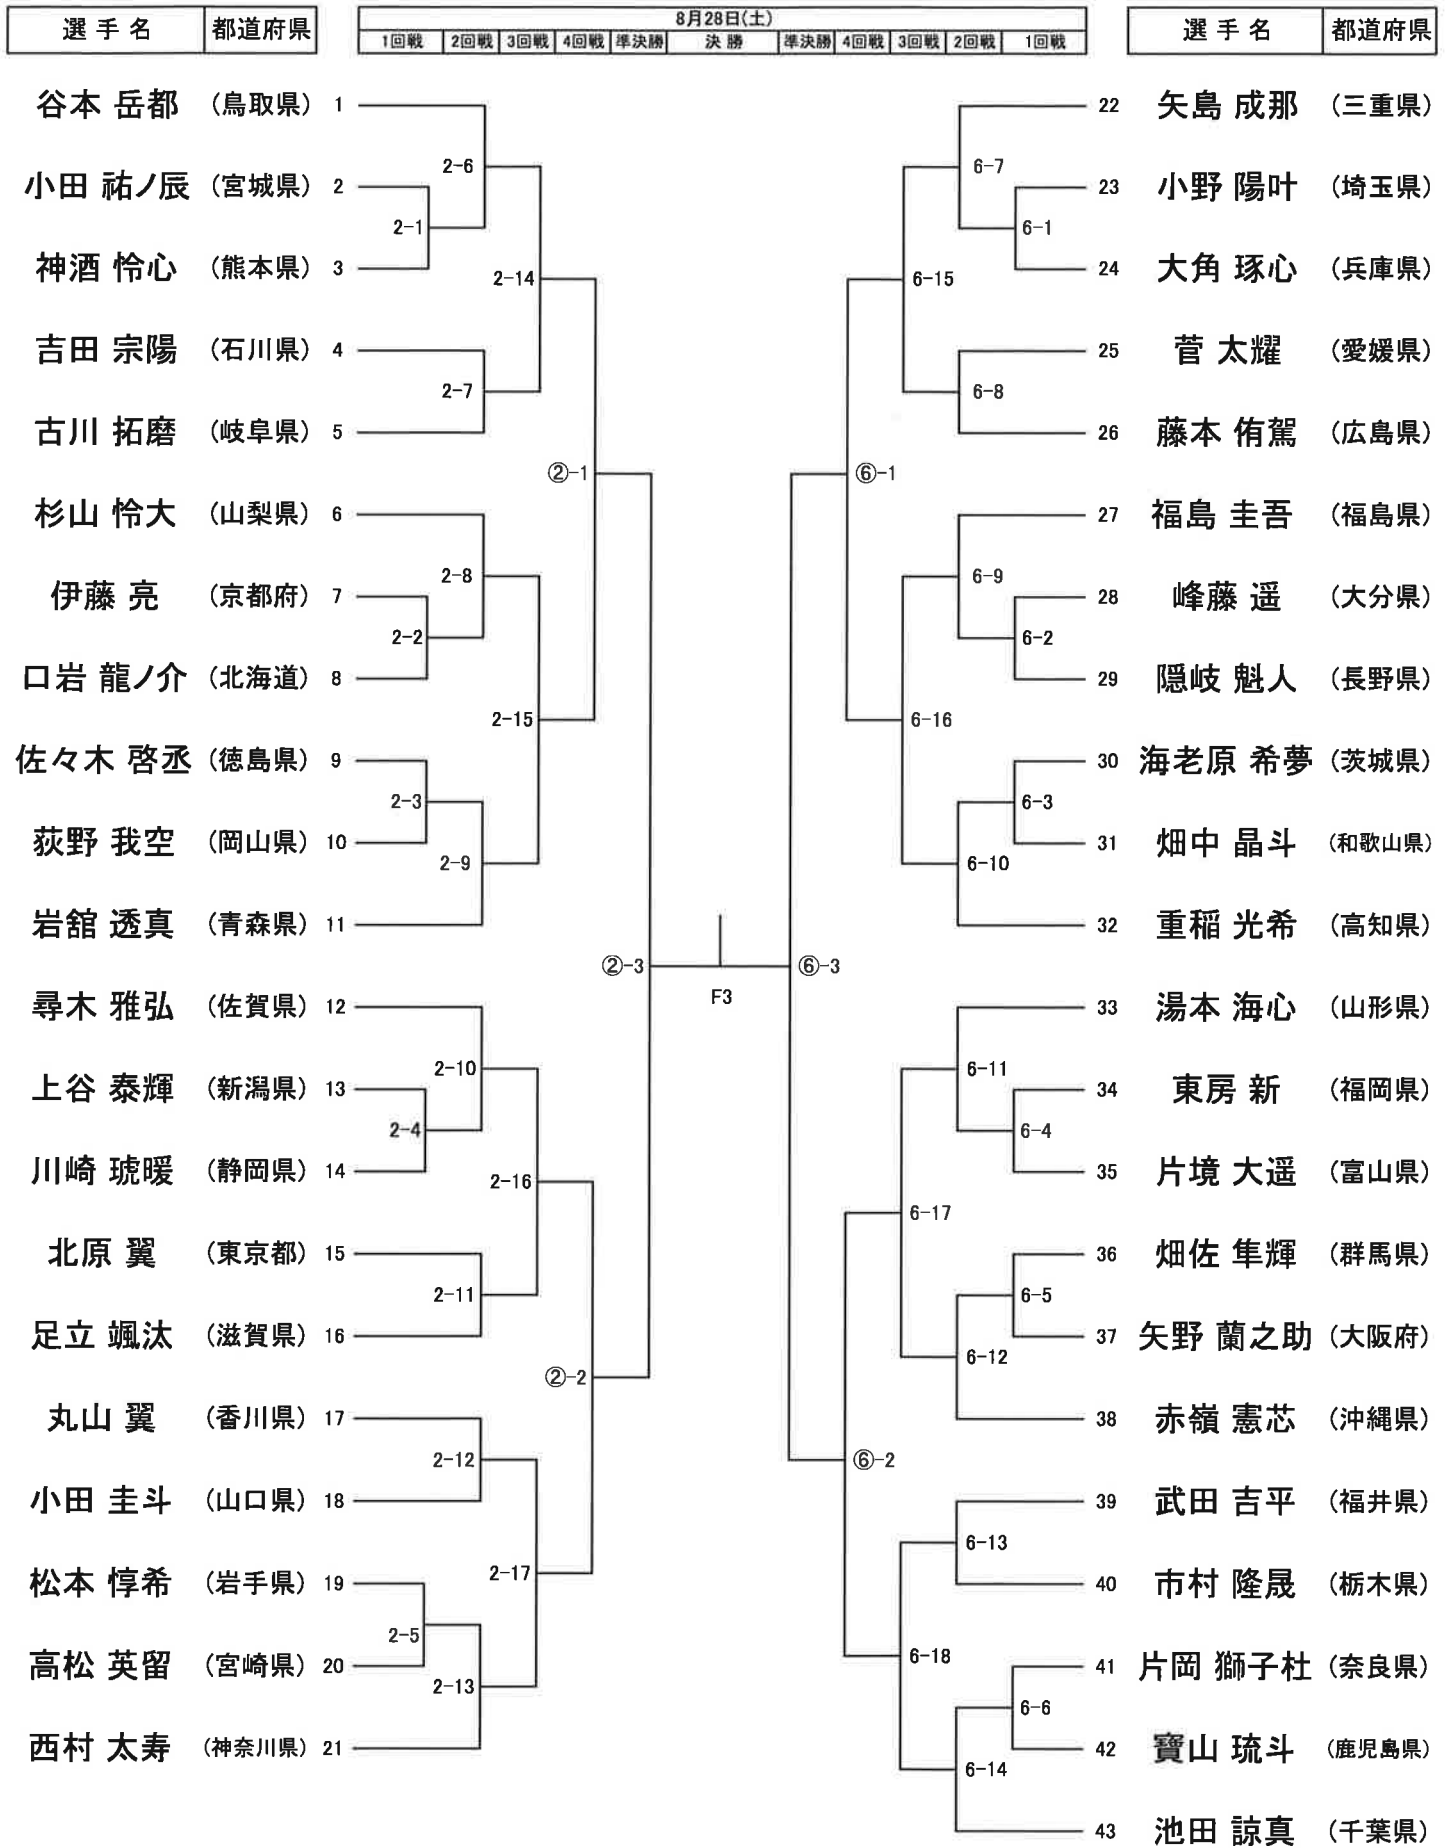 選手名 都道府県 8月28日(土) 選手名 都道府県
1回戦 2回戦 3回戦 4回戦 準決勝 決勝 準決勝 4回戦 3回戦 2回戦 1回戦
谷本 岳都 (鳥取県) 1
2-6
小田 祐ノ辰 (宮城県) 2
2-1
神酒 怜心 (熊本県) 3
2-14
吉田 宗陽 (石川県) 4
2-7
古川 拓磨 (岐阜県) 5
②-1
杉山 怜大 (山梨県) 6
2-8
伊藤 亮 (京都府) 7
2-2
口岩 龍ノ介 (北海道) 8
2-15
佐々木 啓丞 (徳島県) 9
2-3
荻野 我空 (岡山県) 10
2-9
岩舘 透真 (青森県) 11
②-3
F3
尋木 雅弘 (佐賀県) 12
2-10
上谷 泰輝 (新潟県) 13
2-4
川崎 琥暖 (静岡県) 14
2-16
北原 翼 (東京都) 15
2-11
足立 颯汰 (滋賀県) 16
②-2
丸山 翼 (香川県) 17
2-12
小田 圭斗 (山口県) 18
2-17
松本 惇希 (岩手県) 19
2-5
高松 英留 (宮崎県) 20
2-13
西村 太寿 (神奈川県) 21
22 矢島 成那 (三重県)
6-7
23 小野 陽叶 (埼玉県)
6-1
24 大角 琢心 (兵庫県)
6-15
25 菅 太耀 (愛媛県)
6-8
26 藤本 侑駕 (広島県)
⑥-1
27 福島 圭吾 (福島県)
6-9
28 峰藤 遥 (大分県)
6-2
29 隠岐 魁人 (長野県)
6-16
30 海老原 希夢 (茨城県)
6-3
31 畑中 晶斗 (和歌山県)
6-10
32 重稲 光希 (高知県)
⑥-3
33 湯本 海心 (山形県)
6-11
34 東房 新 (福岡県)
6-4
35 片境 大遥 (富山県)
6-17
36 畑佐 隼輝 (群馬県)
6-5
37 矢野 蘭之助 (大阪府)
6-12
38 赤嶺 憲芯 (沖縄県)
⑥-2
39 武田 吉平 (福井県)
6-13
40 市村 隆晟 (栃木県)
6-18
41 片岡 獅子杜 (奈良県)
6-6
42 寶山 琉斗 (鹿児島県)
6-14
43 池田 諒真 (千葉県)